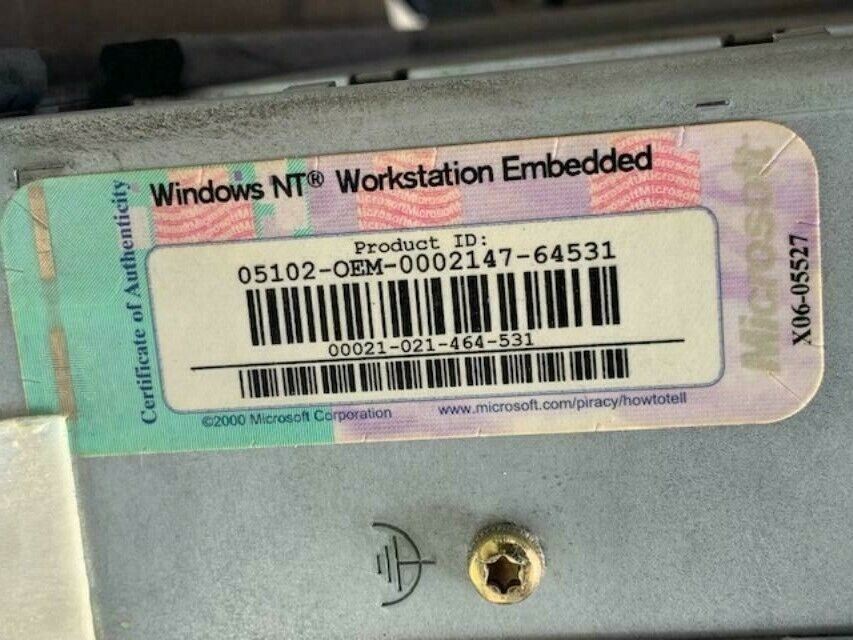 Windows NT® Workstation Embedded
Certificate of Authenticity
Product ID:
05102-OEM-0002147-64531
00021-021-464-531
©2000 Microsoft Corporation
www.microsoft.com/piracy/howtotell
Microsoft
X06-05527